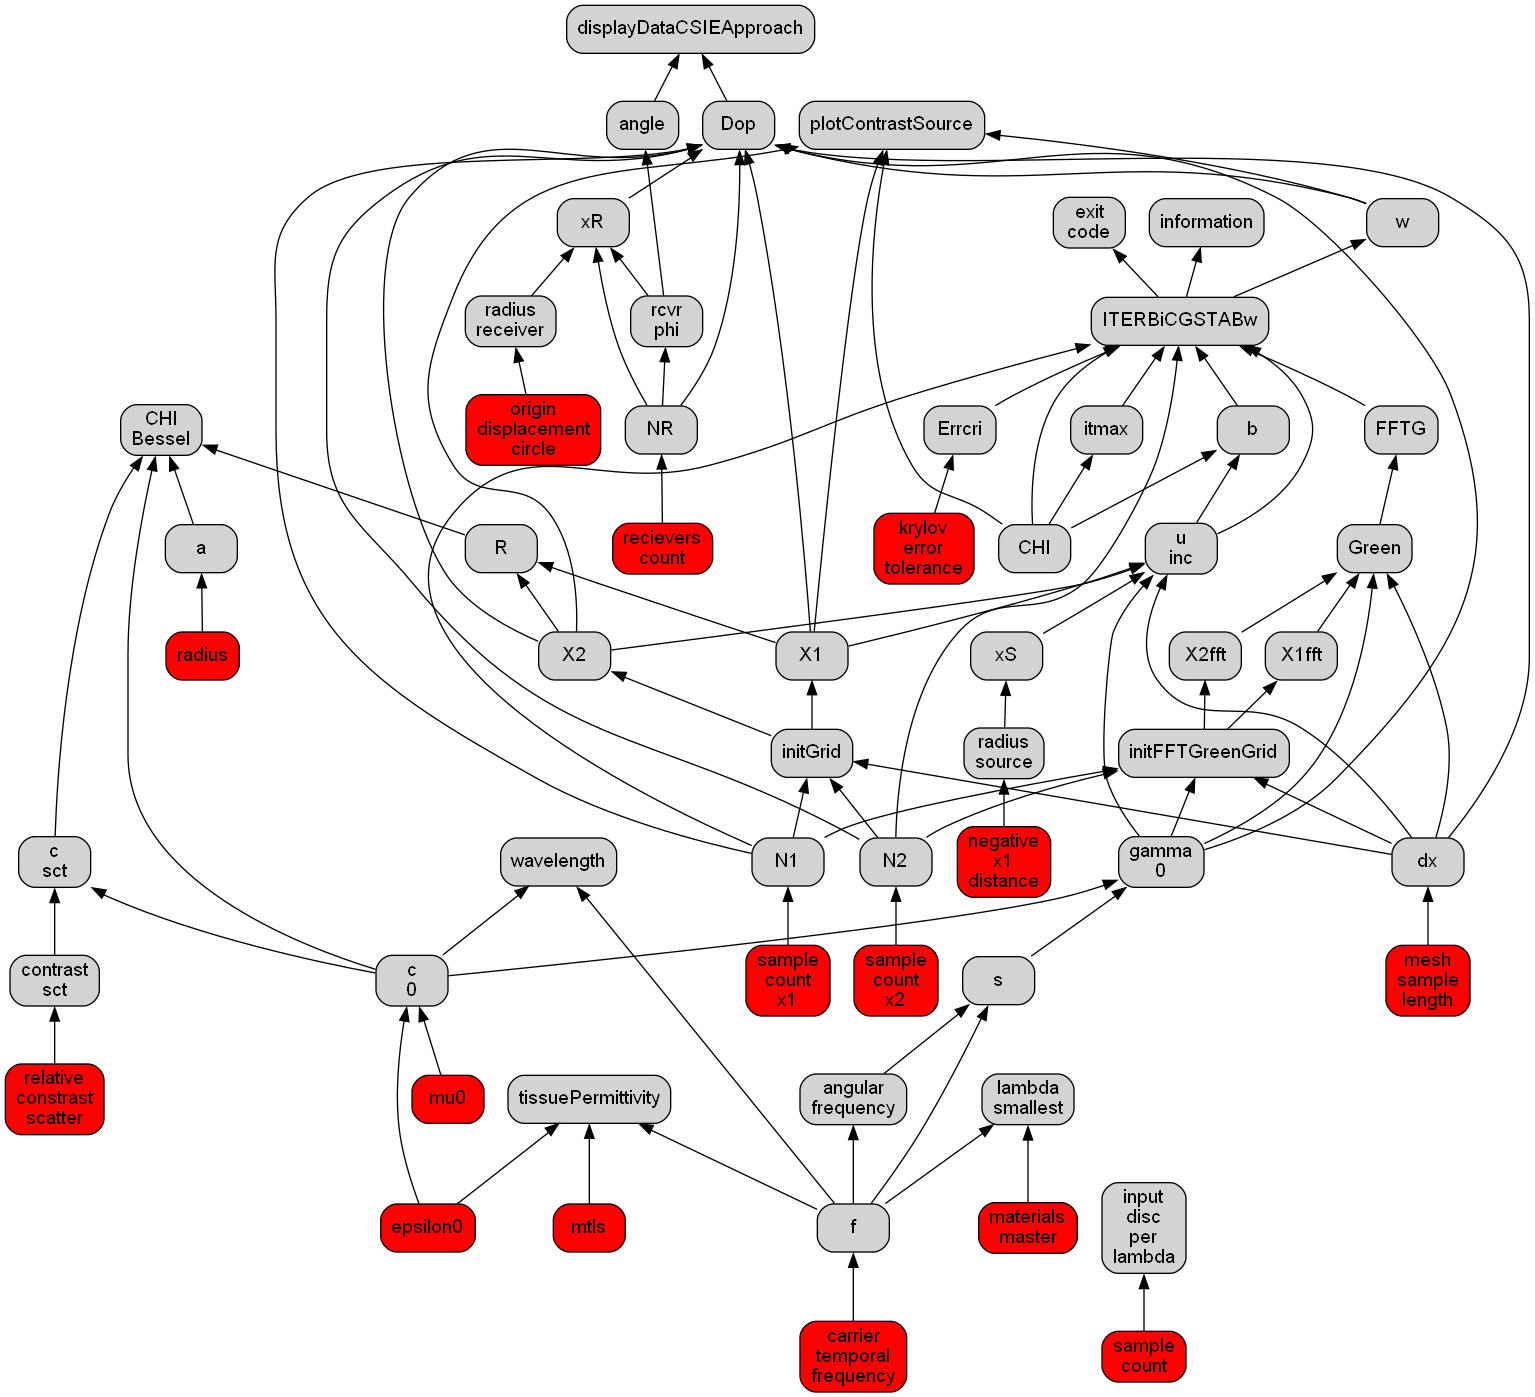 displayDataCSIEApproach
angle
Dop
plotContrastSource
xR
exit
code
information
w
radius
receiver
rcvr
phi
ITERBiCGSTABw
origin
displacement
circle
CHI
Bessel
NR
Errcri
itmax
b
FFTG
a
R
recievers
count
krylov
error
tolerance
CHI
u
inc
Green
radius
X2
X1
xS
X2fft
X1fft
initGrid
radius
source
initFFTGreenGrid
c
sct
wavelength
N1
N2
negative
x1
distance
gamma
0
dx
contrast
sct
c
0
sample
count
x1
sample
count
x2
s
mesh
sample
length
relative
constrast
scatter
mu0
tissuePermittivity
angular
frequency
lambda
smallest
epsilon0
mtls
f
materials
master
input
disc
per
lambda
carrier
temporal
frequency
sample
count